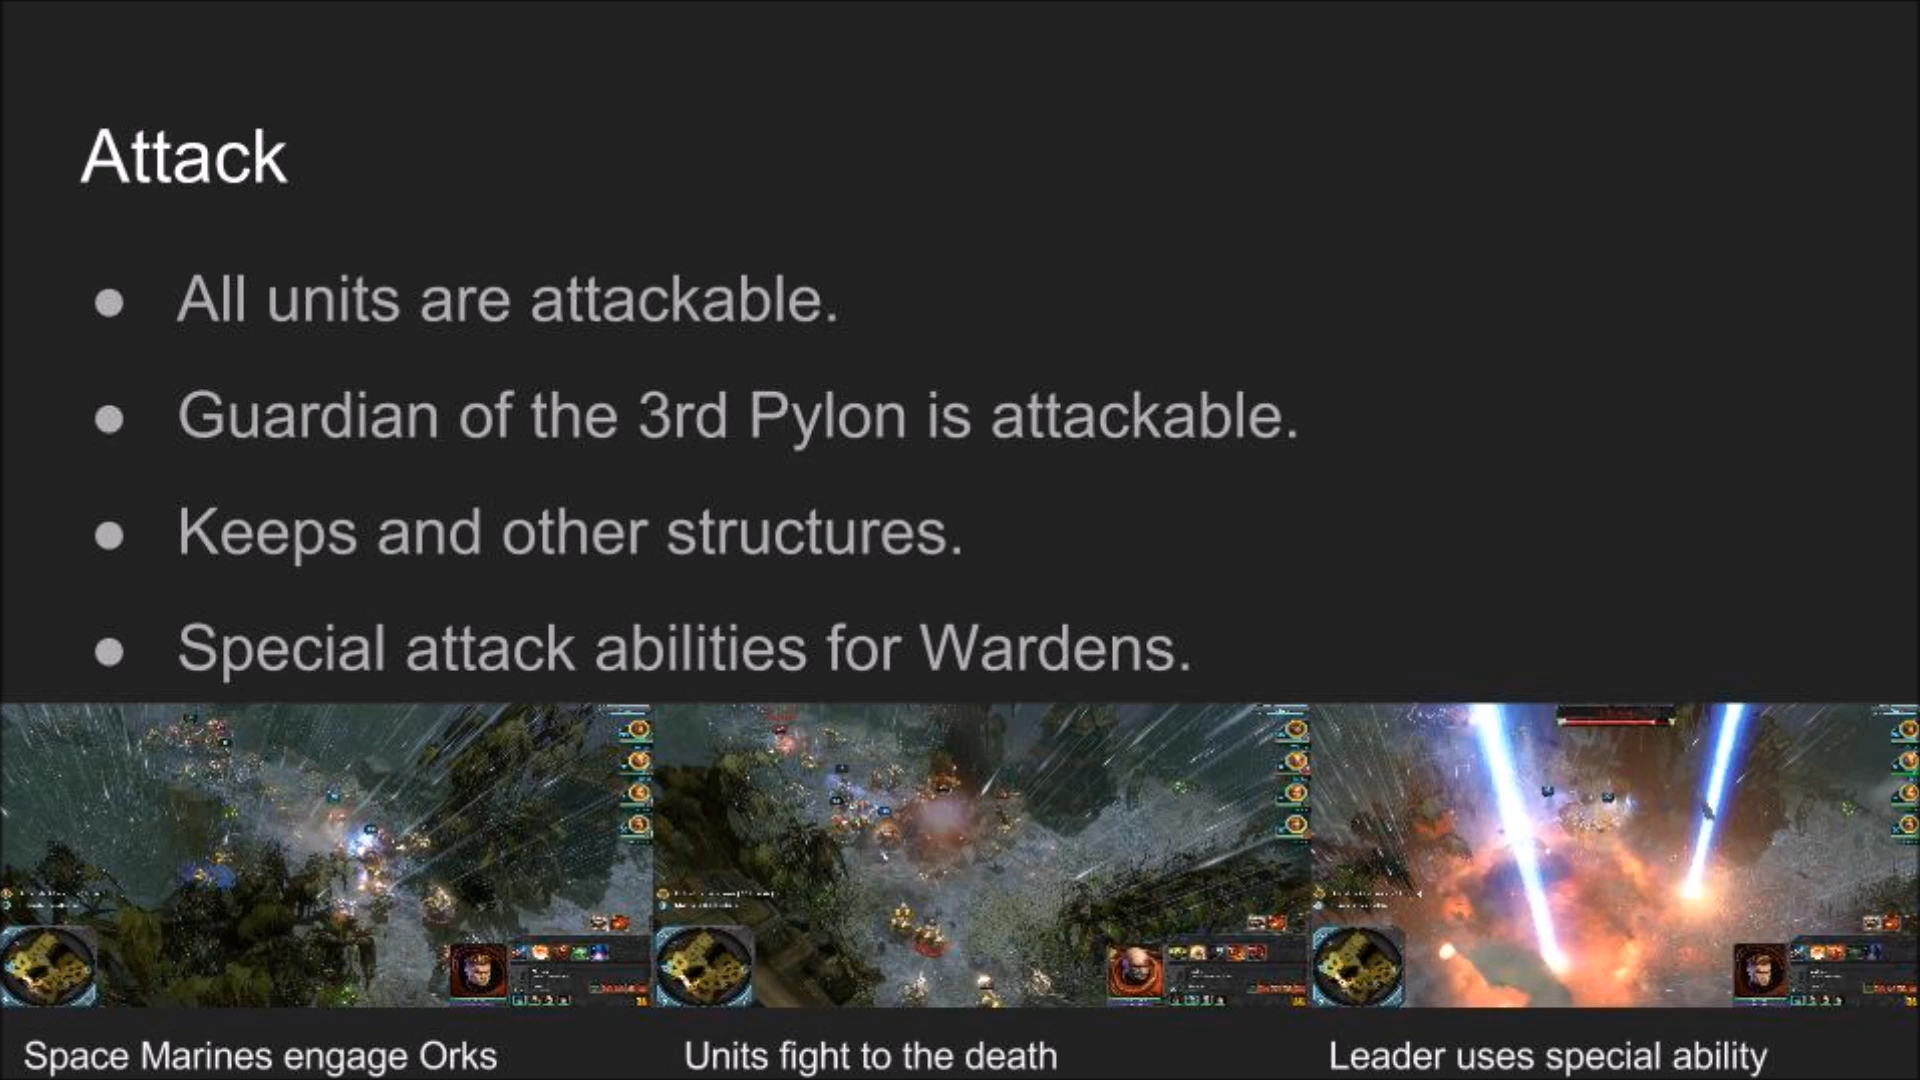 Attack
● All units are attackable.
● Guardian of the 3rd Pylon is attackable.
● Keeps and other structures.
● Special attack abilities for Wardens.
Space Marines engage Orks
Units fight to the death
Leader uses special ability